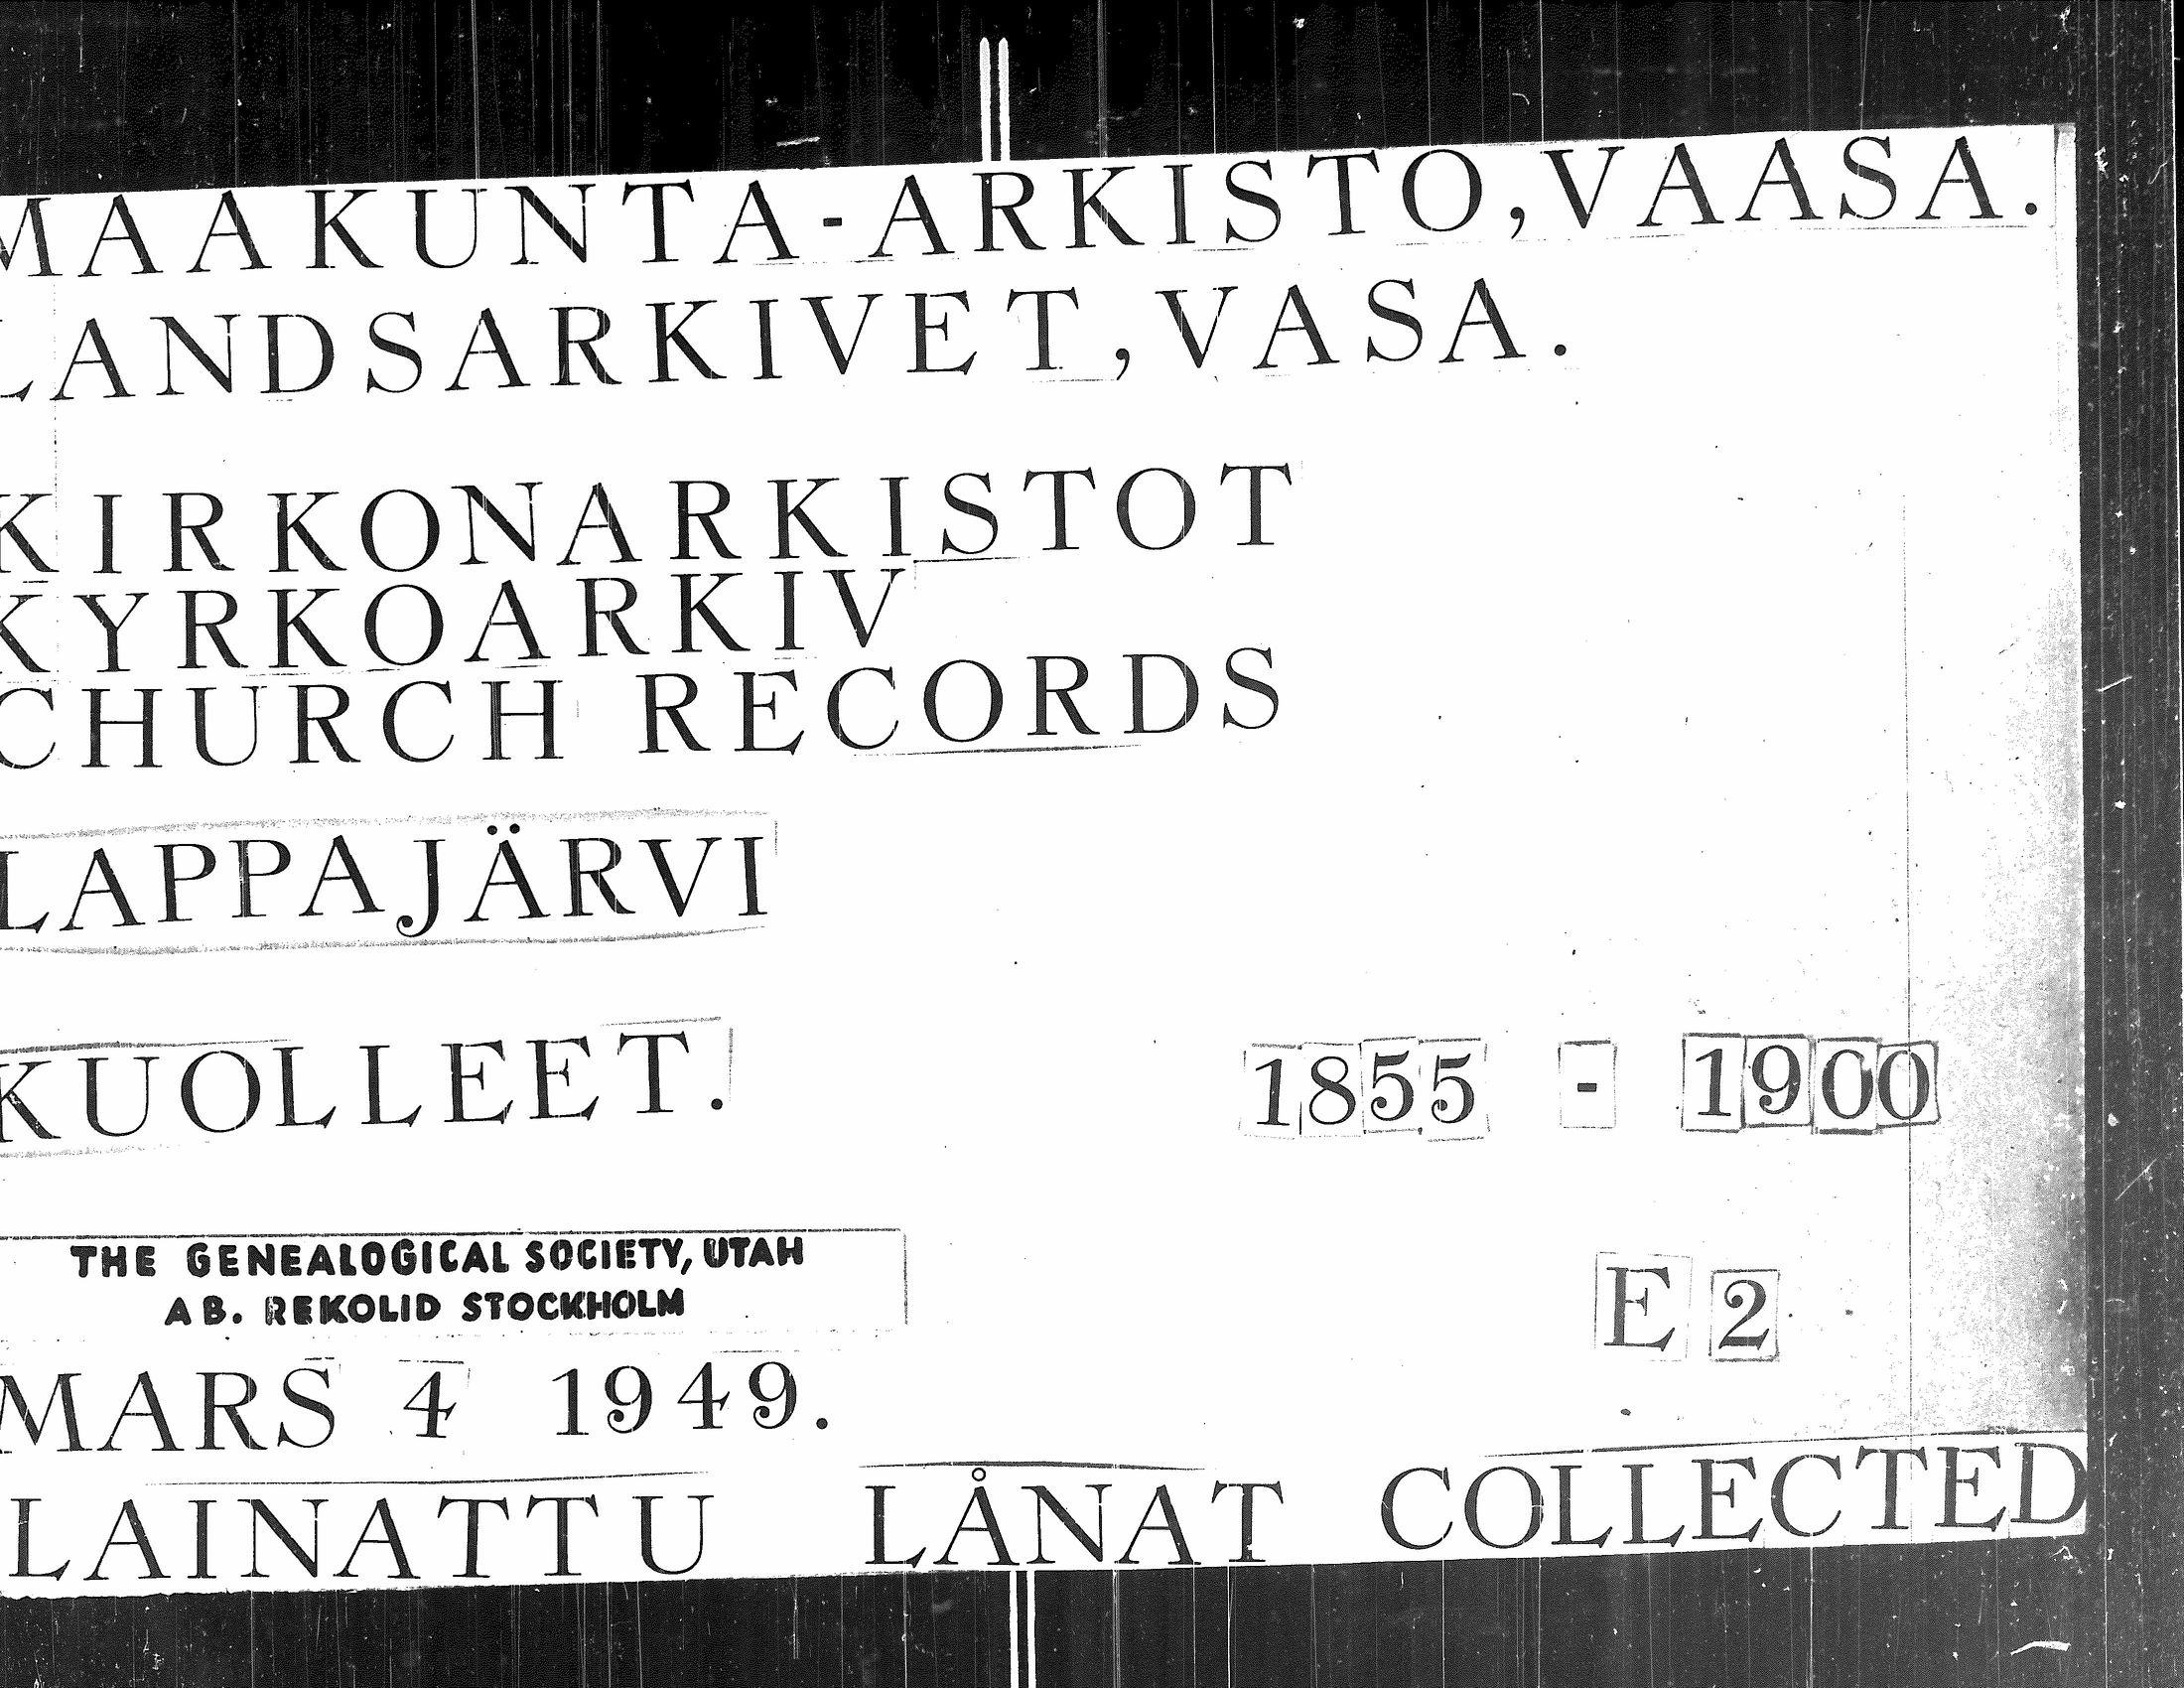 MAAKUNTA-ARKISTO, VAASA.
LANDSARKIVET, VASA.
KIRKONARKISTOT
KYRKOARKIV
CHURCH RECORDS
LAPPAJÄRVI
KUOLLEET. 1855 - 1900
THE GENEALOGICAL SOCIETY, UTAH
AB. REKOLID STOCKHOLM
E 2
MARS 4 1949.
LAINATTU LÅNAT COLLECTED